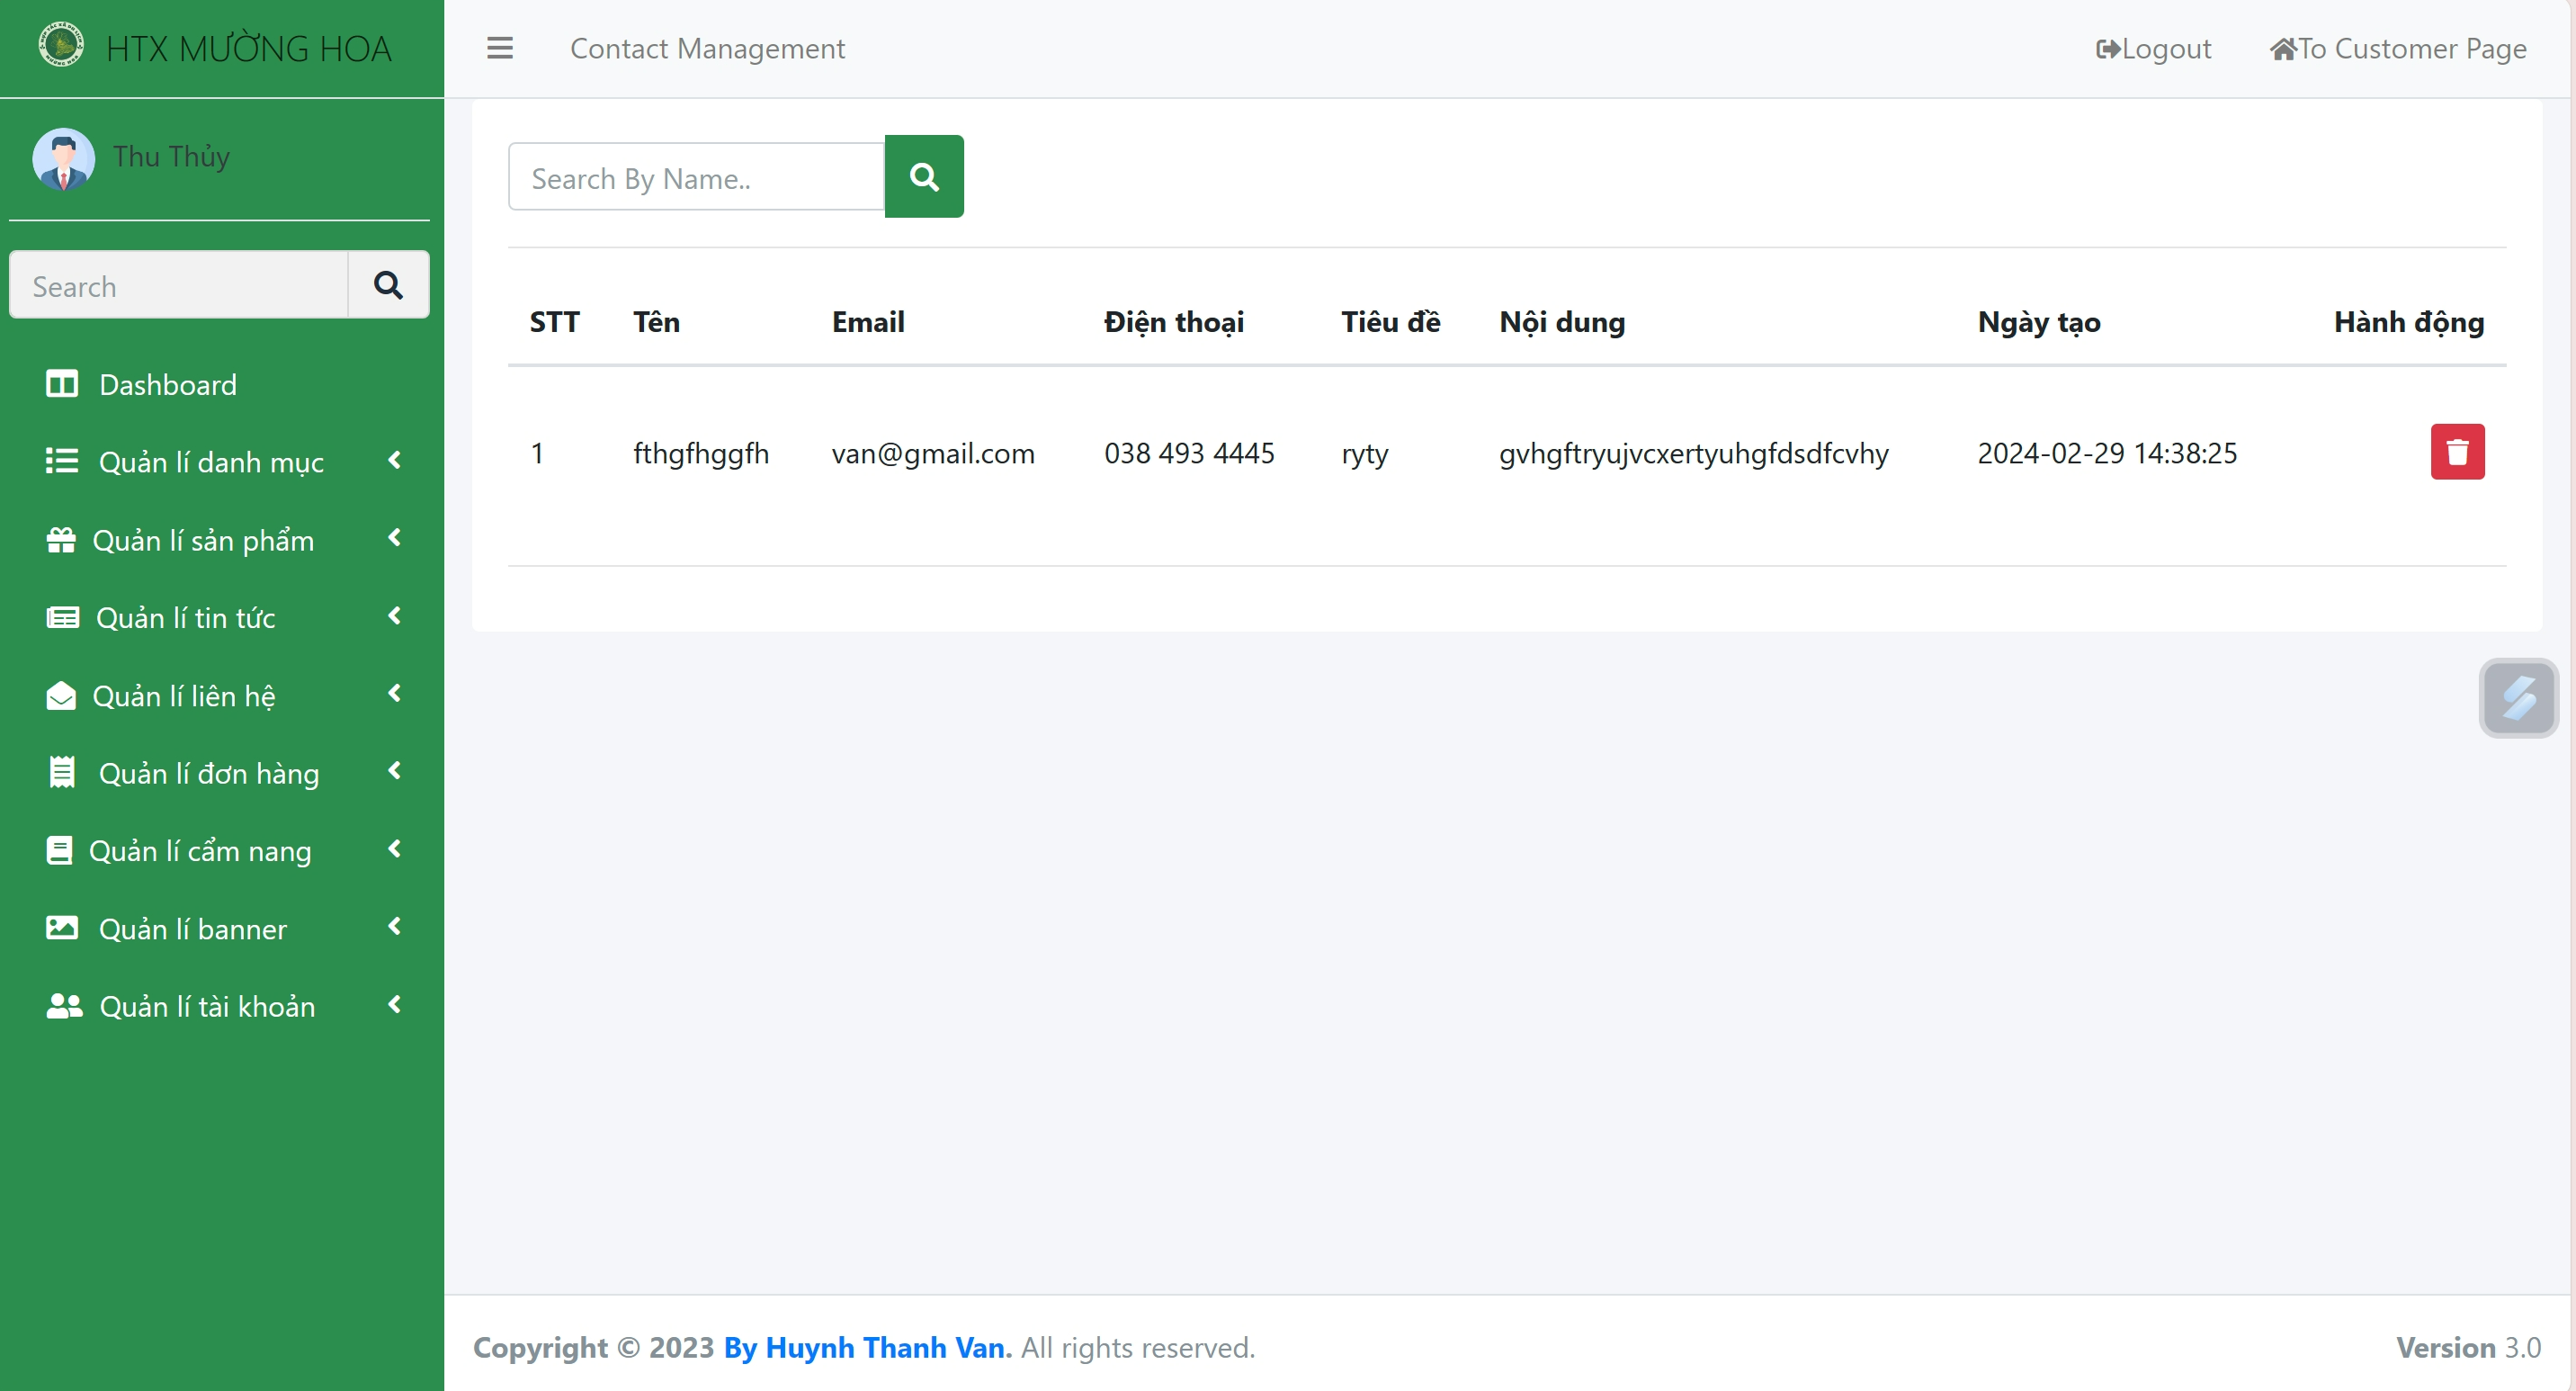 HTX MƯỜNG HOA
Contact Management
Logout
To Customer Page
Thu Thủy
Search
Dashboard
Quản lí danh mục
Quản lí sản phẩm
Quản lí tin tức
Quản lí liên hệ
Quản lí đơn hàng
Quản lí cẩm nang
Quản lí banner
Quản lí tài khoản
Search By Name..
STT Tên Email Điện thoại Tiêu đề Nội dung Ngày tạo Hành động
1 fthgfhggfh van@gmail.com 038 493 4445 ryty gvhgftryujvcxertyuhgfdsdfcvhy 2024-02-29 14:38:25
Copyright © 2023 By Huynh Thanh Van. All rights reserved.
Version 3.0